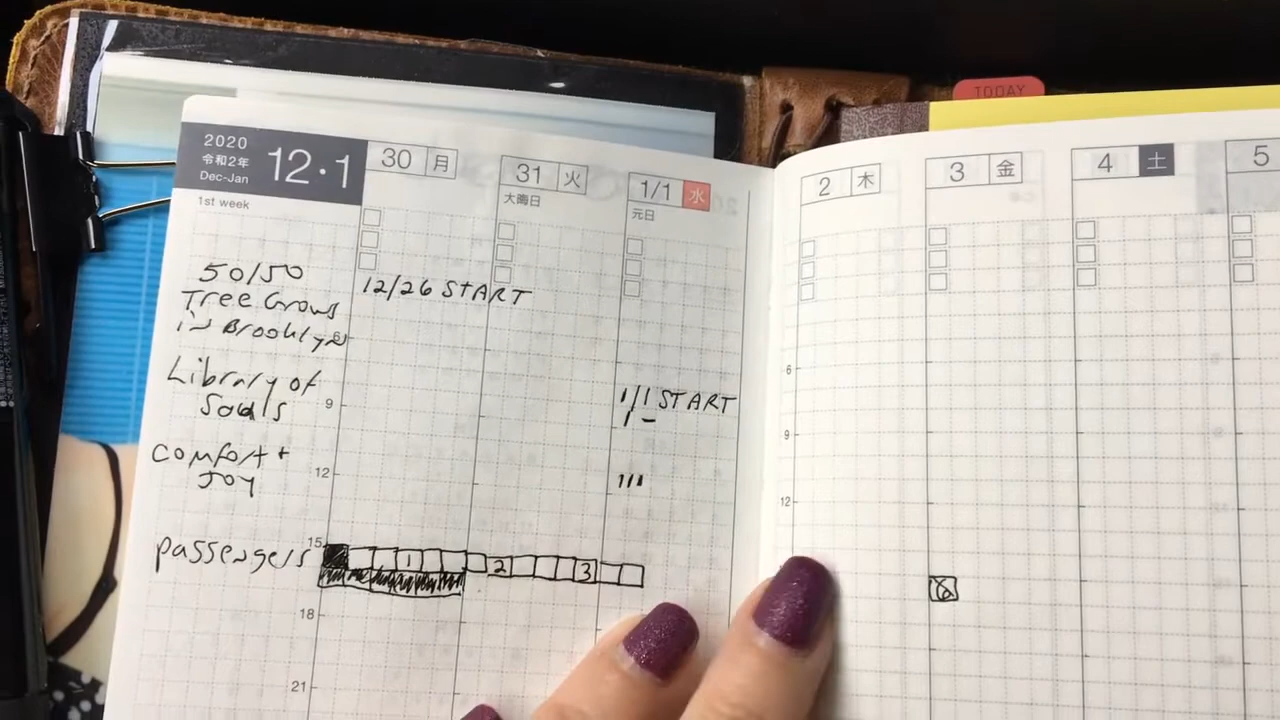 TODAY
2020
令和2年
Dec-Jan
12・1
1st week
30 月
31 火
大晦日
1/1 水
元日
2 木
3 金
4 土
5
50/50
Tree Grows
in Brooklyn
12/26 START
6
Library of
Souls
9
1/1 START
1 -
Comfort +
Joy
12
passengers
15
1
2
3
18
21
6
9
12